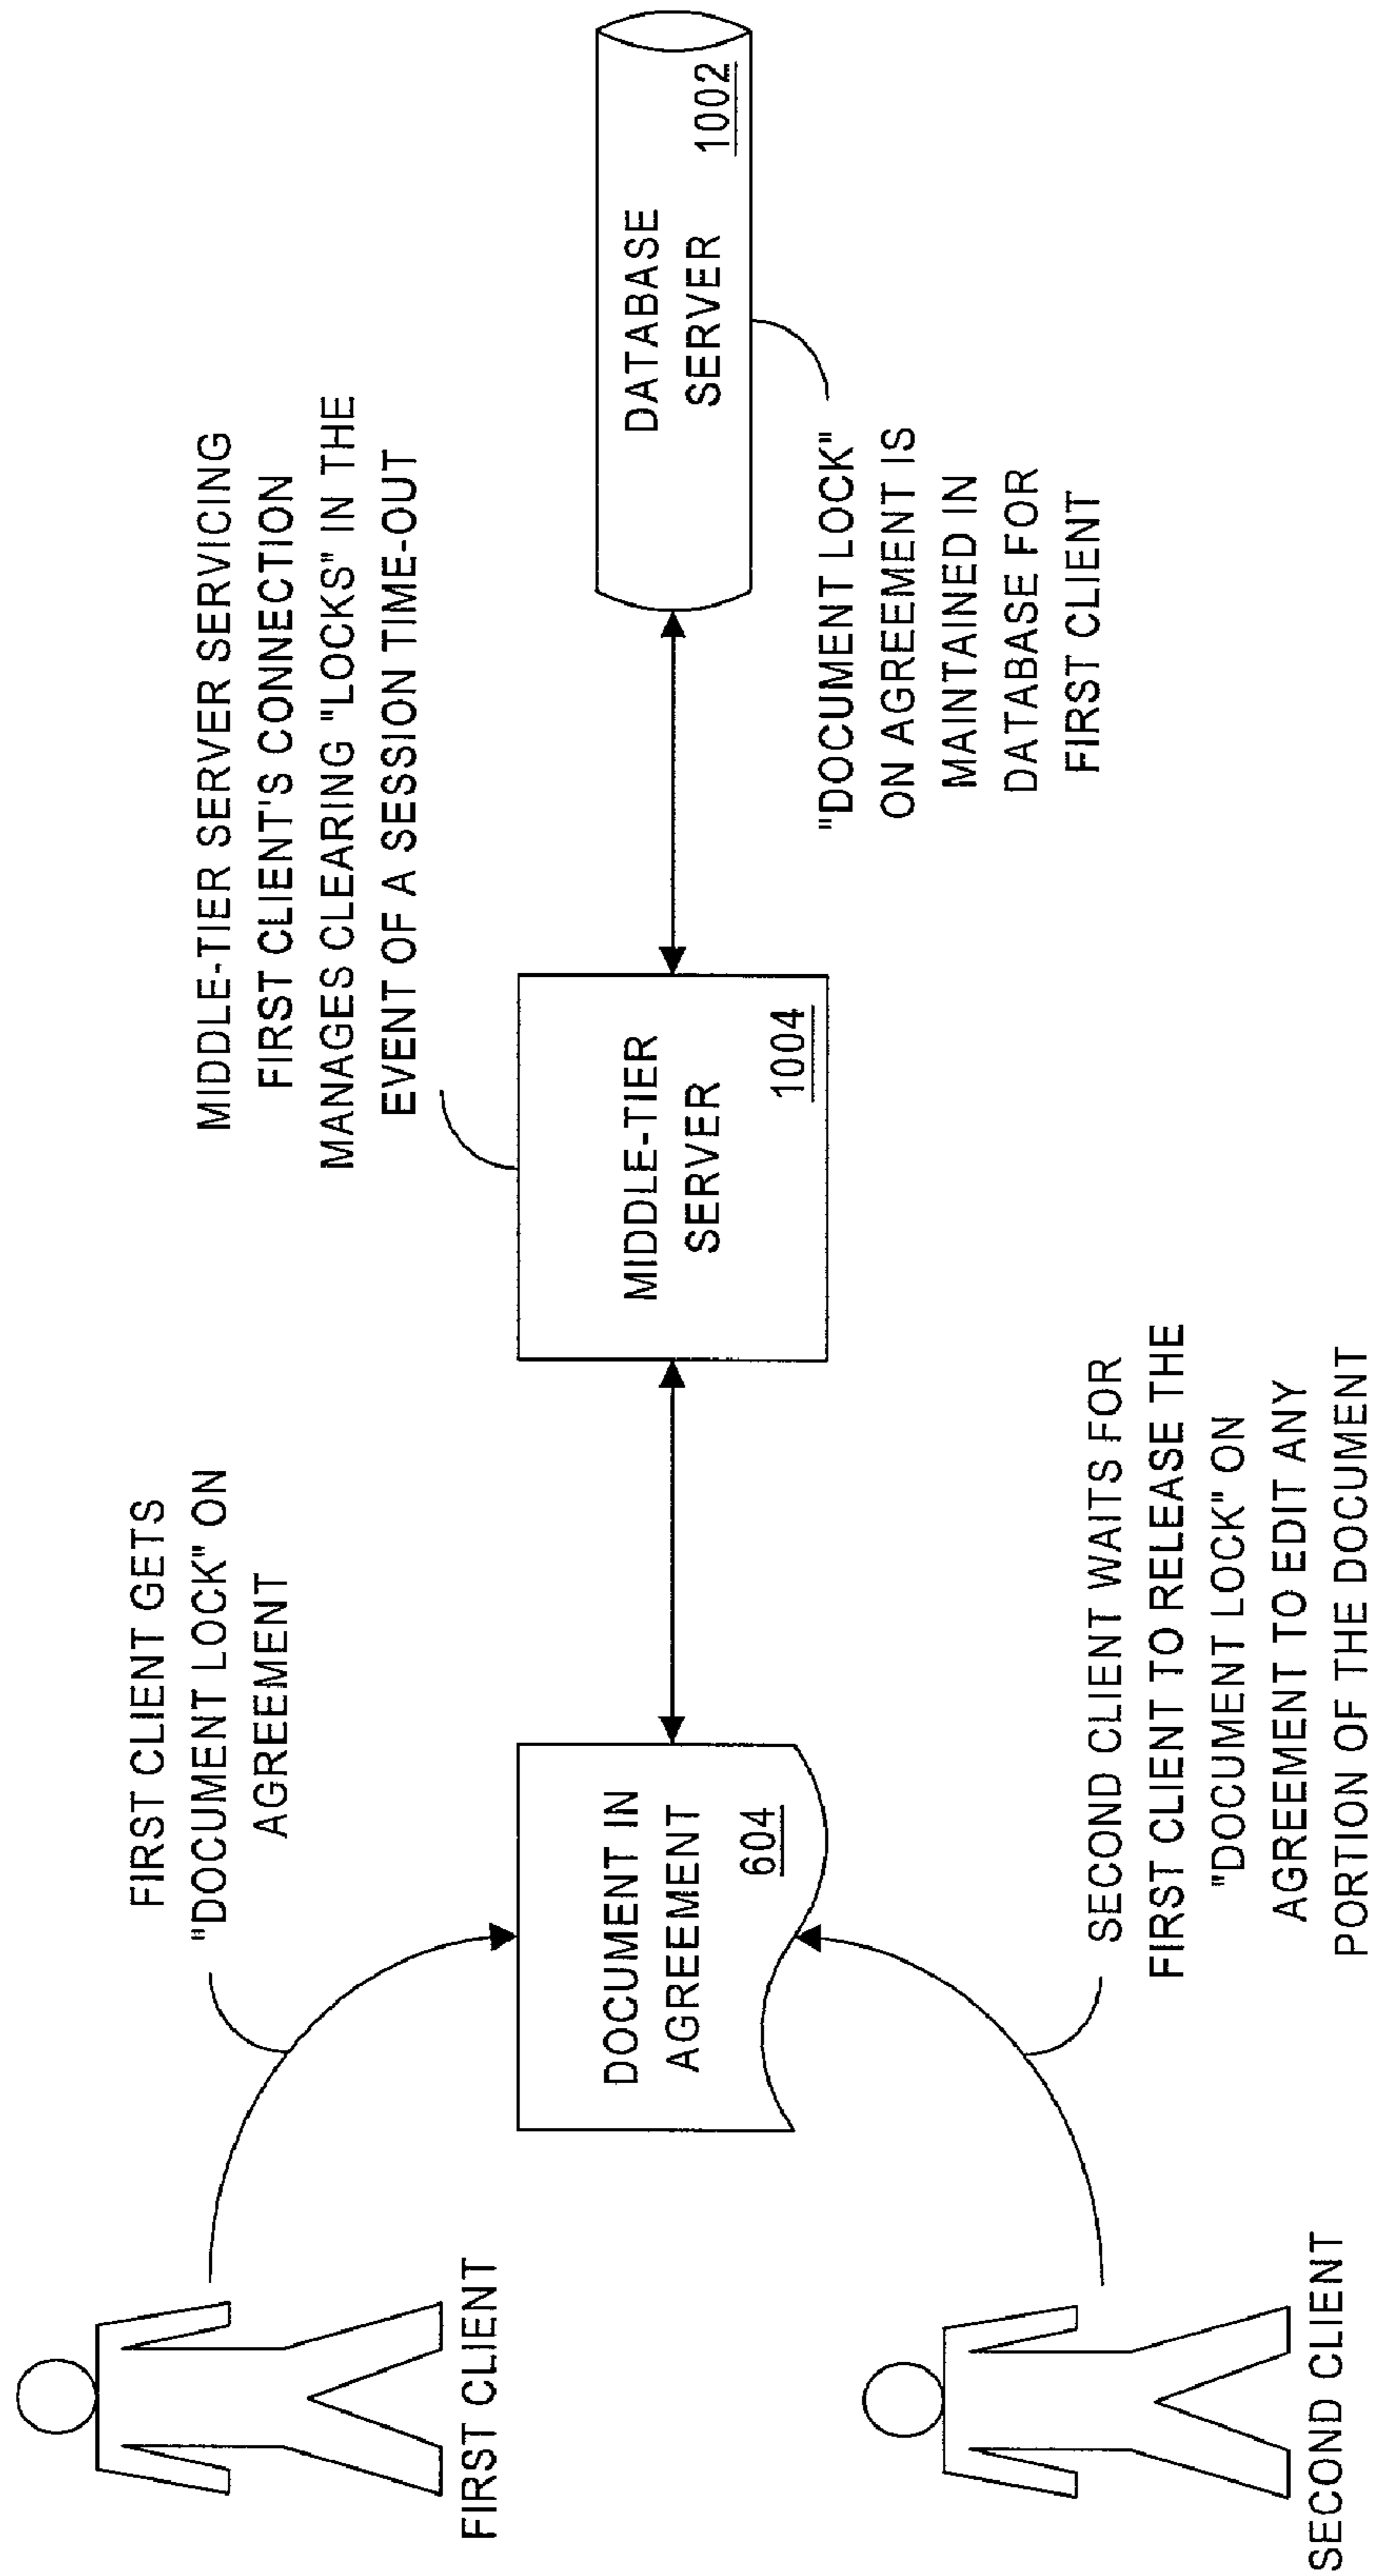 FIRST CLIENT
FIRST CLIENT GETS
"DOCUMENT LOCK" ON
AGREEMENT
DOCUMENT IN
AGREEMENT
604
SECOND CLIENT
SECOND CLIENT WAITS FOR
FIRST CLIENT TO RELEASE THE
"DOCUMENT LOCK" ON
AGREEMENT TO EDIT ANY
PORTION OF THE DOCUMENT
MIDDLE-TIER SERVER SERVICING
FIRST CLIENT'S CONNECTION
MANAGES CLEARING "LOCKS" IN THE
EVENT OF A SESSION TIME-OUT
MIDDLE-TIER
SERVER
1004
DATABASE
SERVER
1002
"DOCUMENT LOCK"
ON AGREEMENT IS
MAINTAINED IN
DATABASE FOR
FIRST CLIENT